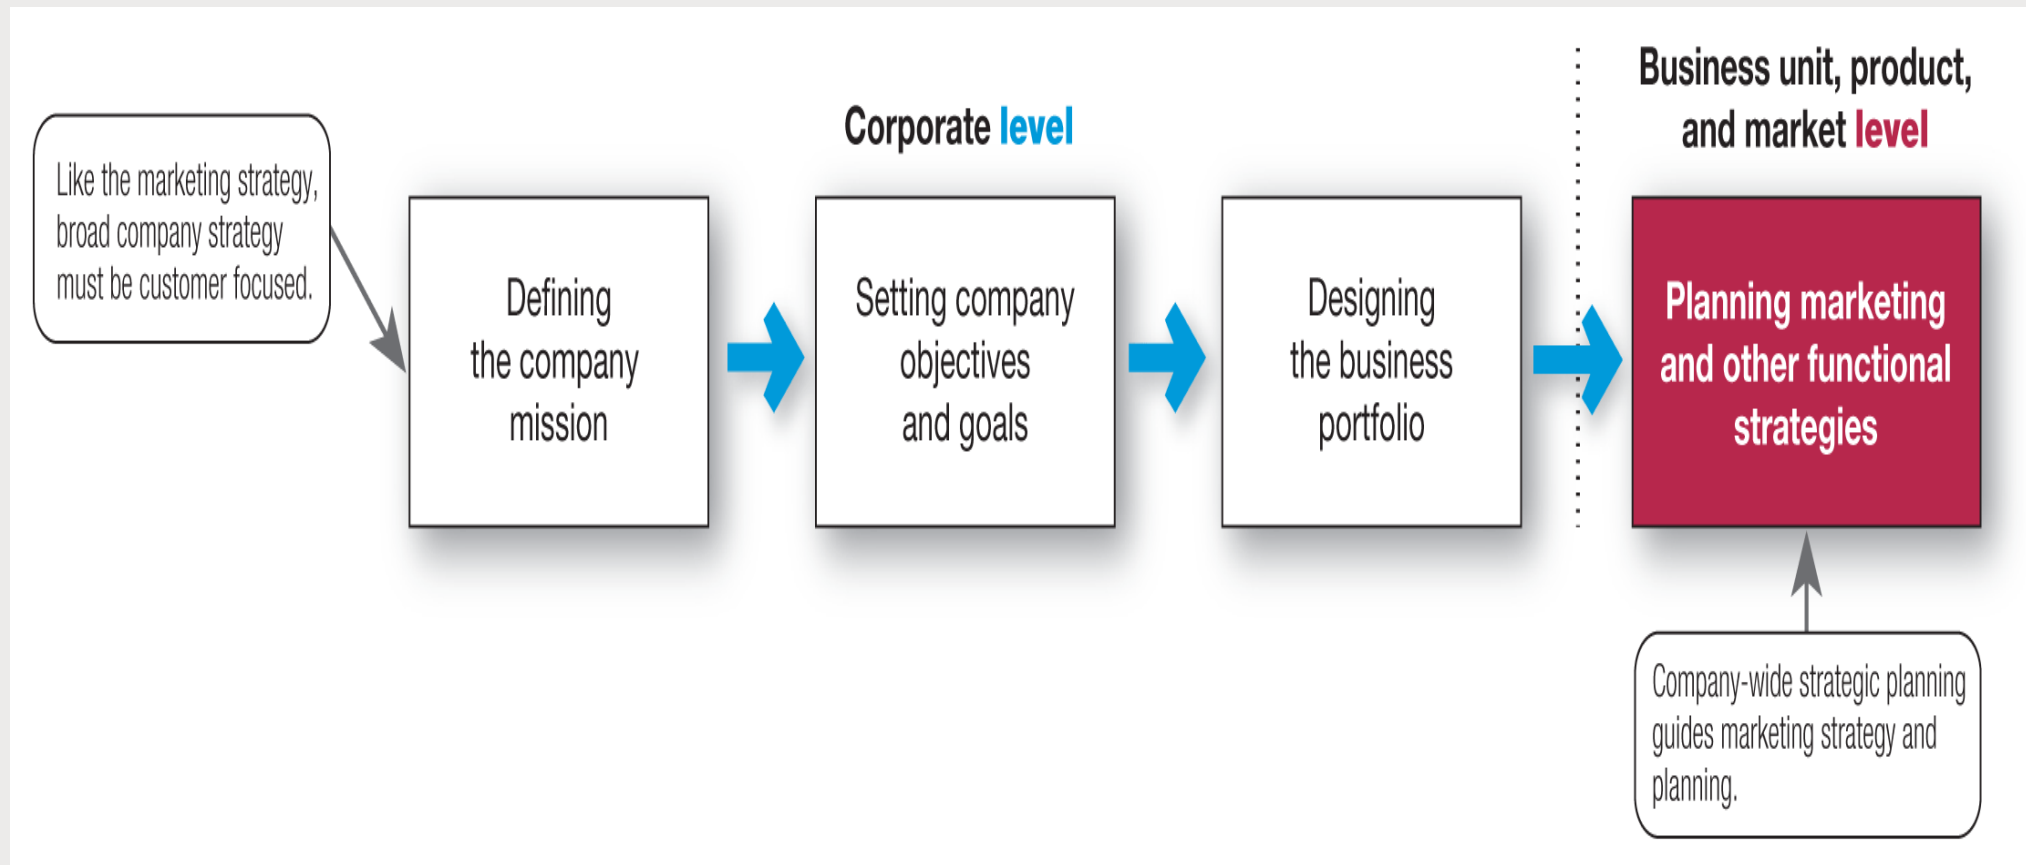 Like the marketing strategy,
broad company strategy
must be customer focused.
Corporate level
Defining
the company
mission
Setting company
objectives
and goals
Designing
the business
portfolio
Business unit, product,
and market level
Planning marketing
and other functional
strategies
Company-wide strategic planning
guides marketing strategy and
planning.